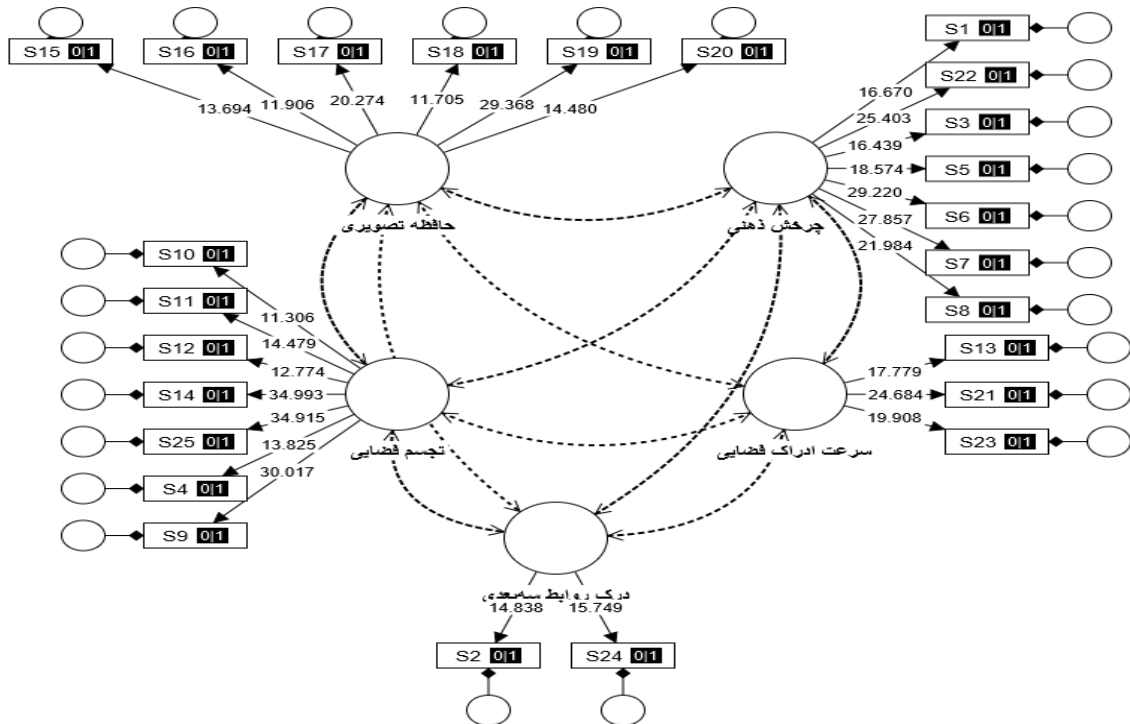 S15 0|1 S16 0|1 S17 0|1 S18 0|1 S19 0|1 S20 0|1
13.694 11.906 20.274 11.705 29.368 14.480
حافظه تصویری
S1 0|1
S22 0|1
S3 0|1
S5 0|1
S6 0|1
S7 0|1
S8 0|1
16.670
25.403
16.439
18.574
29.220
27.857
21.984
چرخش ذهنی
S10 0|1
S11 0|1
S12 0|1
S14 0|1
S25 0|1
S4 0|1
S9 0|1
11.306
14.479
12.774
34.993
34.915
13.825
30.017
تجسم فضایی
S13 0|1
S21 0|1
S23 0|1
17.779
24.684
19.908
سرعت ادراک فضایی
درک روابط سه‌بعدی
14.838 15.749
S2 0|1 S24 0|1